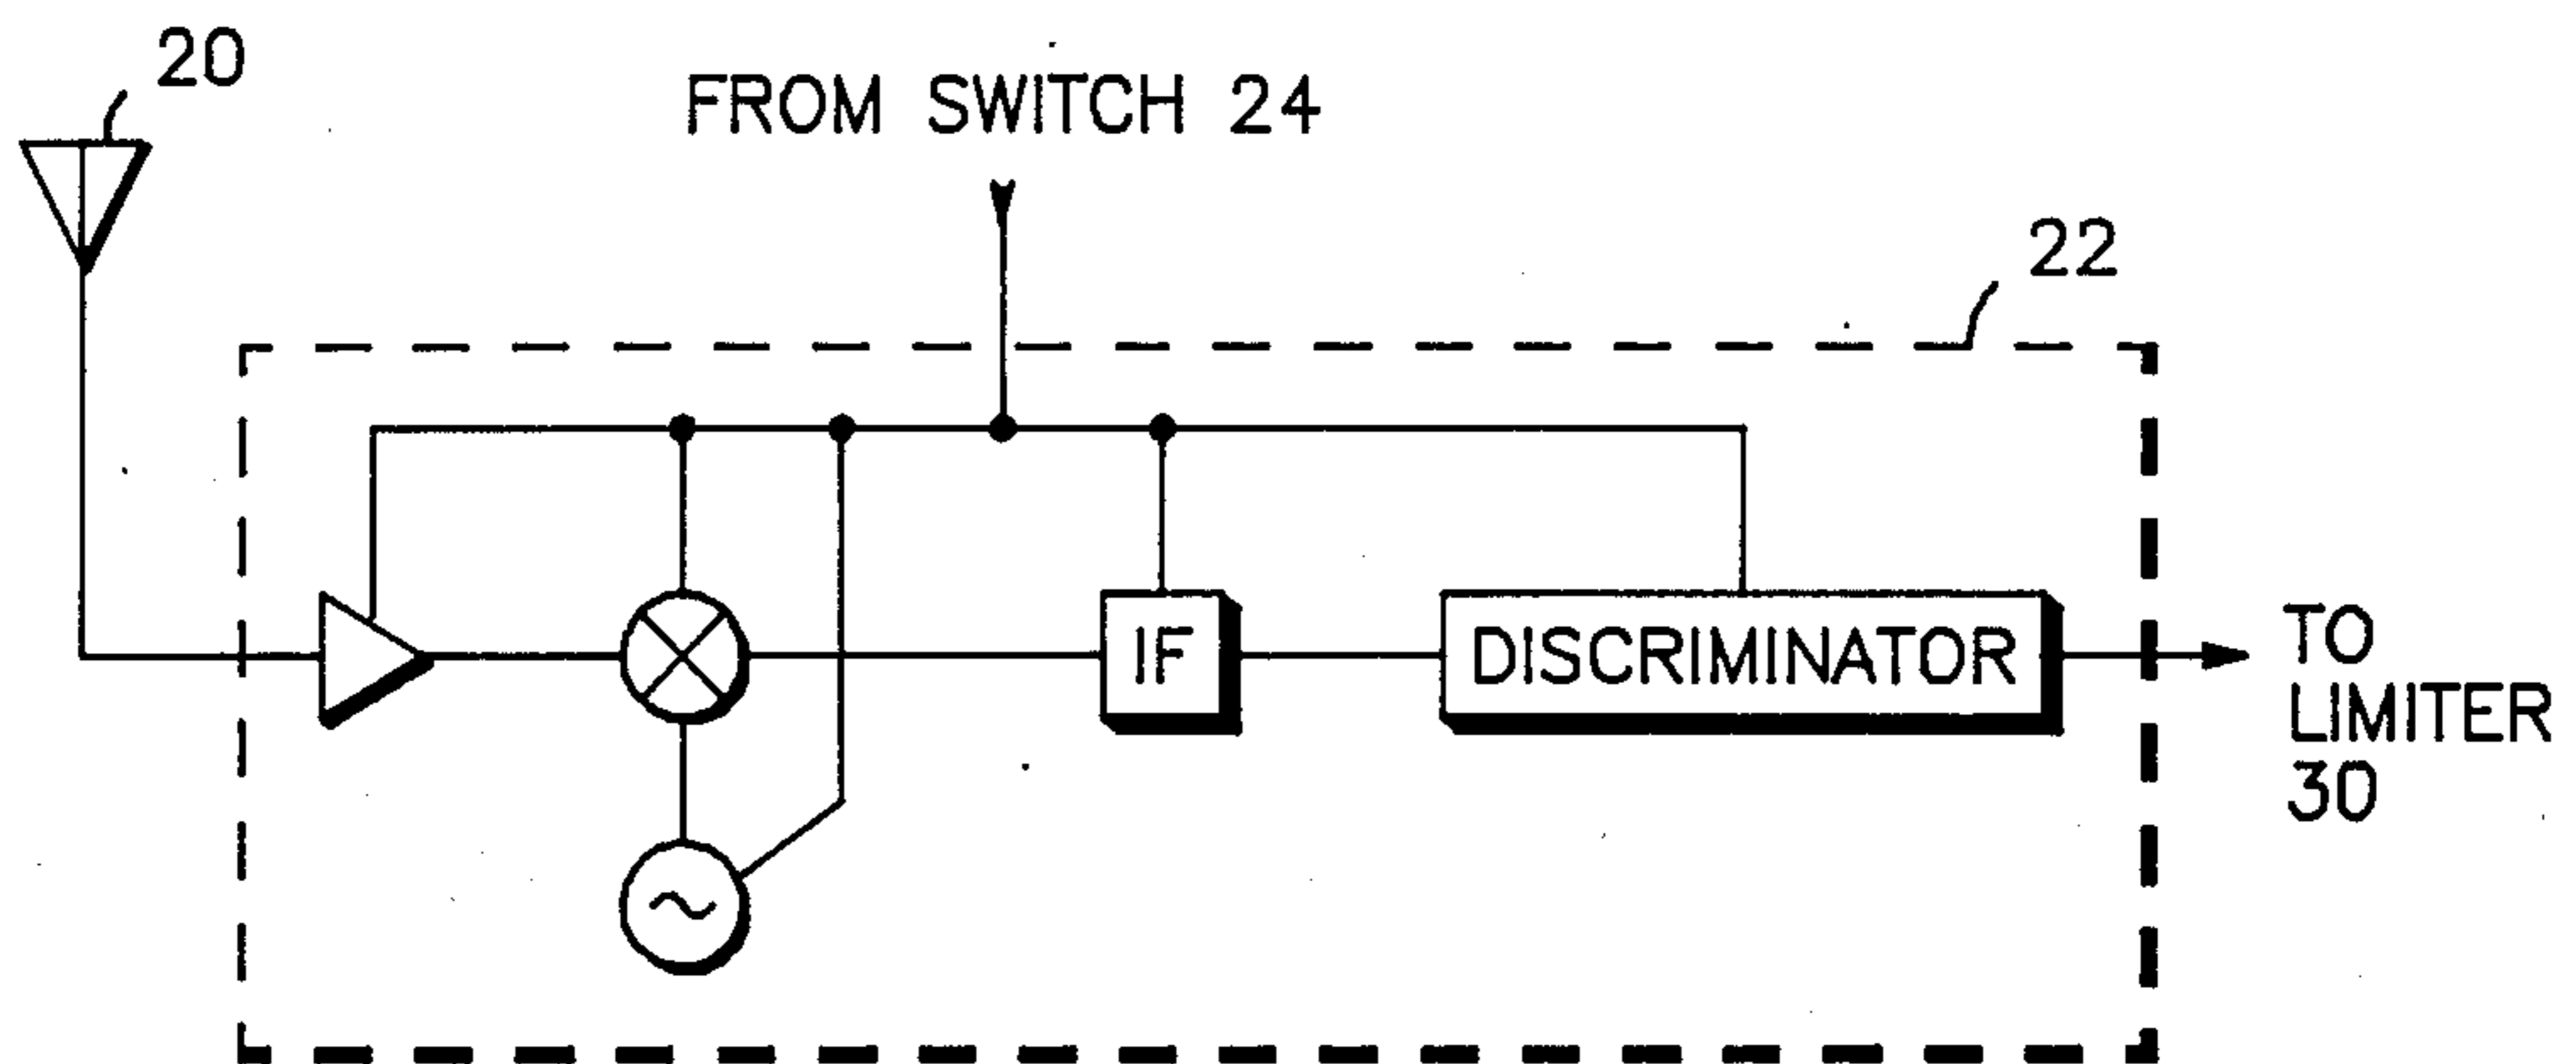 20
FROM SWITCH 24
22
IF
DISCRIMINATOR
TO
LIMITER
30